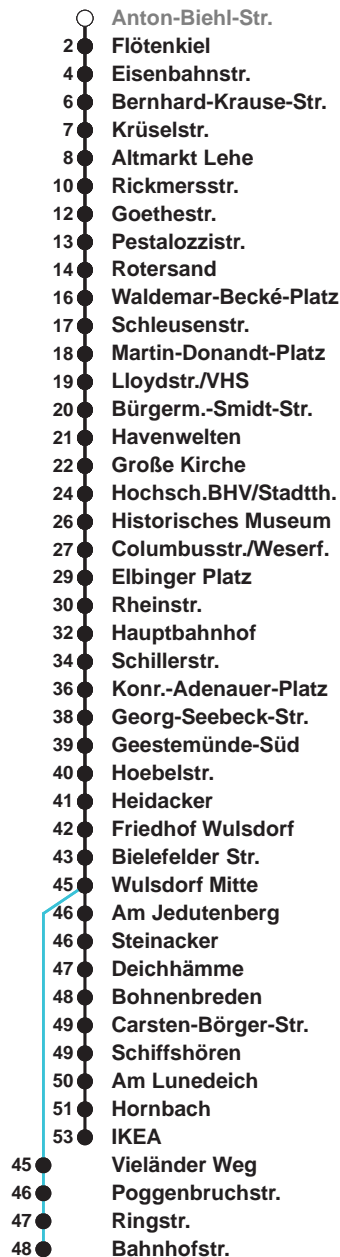 Anton-Biehl-Str.
2 Flötenkiel
4 Eisenbahnstr.
6 Bernhard-Krause-Str.
7 Krüselstr.
8 Altmarkt Lehe
10 Rickmersstr.
12 Goethestr.
13 Pestalozzistr.
14 Rotersand
16 Waldemar-Becké-Platz
17 Schleusenstr.
18 Martin-Donandt-Platz
19 Lloydstr./VHS
20 Bürgerm.-Smidt-Str.
21 Havenwelten
22 Große Kirche
24 Hochsch.BHV/Stadtth.
26 Historisches Museum
27 Columbusstr./Weserf.
29 Elbinger Platz
30 Rheinstr.
32 Hauptbahnhof
34 Schillerstr.
36 Konr.-Adenauer-Platz
38 Georg-Seebeck-Str.
39 Geestemünde-Süd
40 Hoebelstr.
41 Heidacker
42 Friedhof Wulsdorf
43 Bielefelder Str.
45 Wulsdorf Mitte
46 Am Jedutenberg
46 Steinacker
47 Deichhämme
48 Bohnenbreden
49 Carsten-Börger-Str.
49 Schiffshören
50 Am Lunedeich
51 Hornbach
53 IKEA
45 Vieländer Weg
46 Poggenbruchstr.
47 Ringstr.
48 Bahnhofstr.